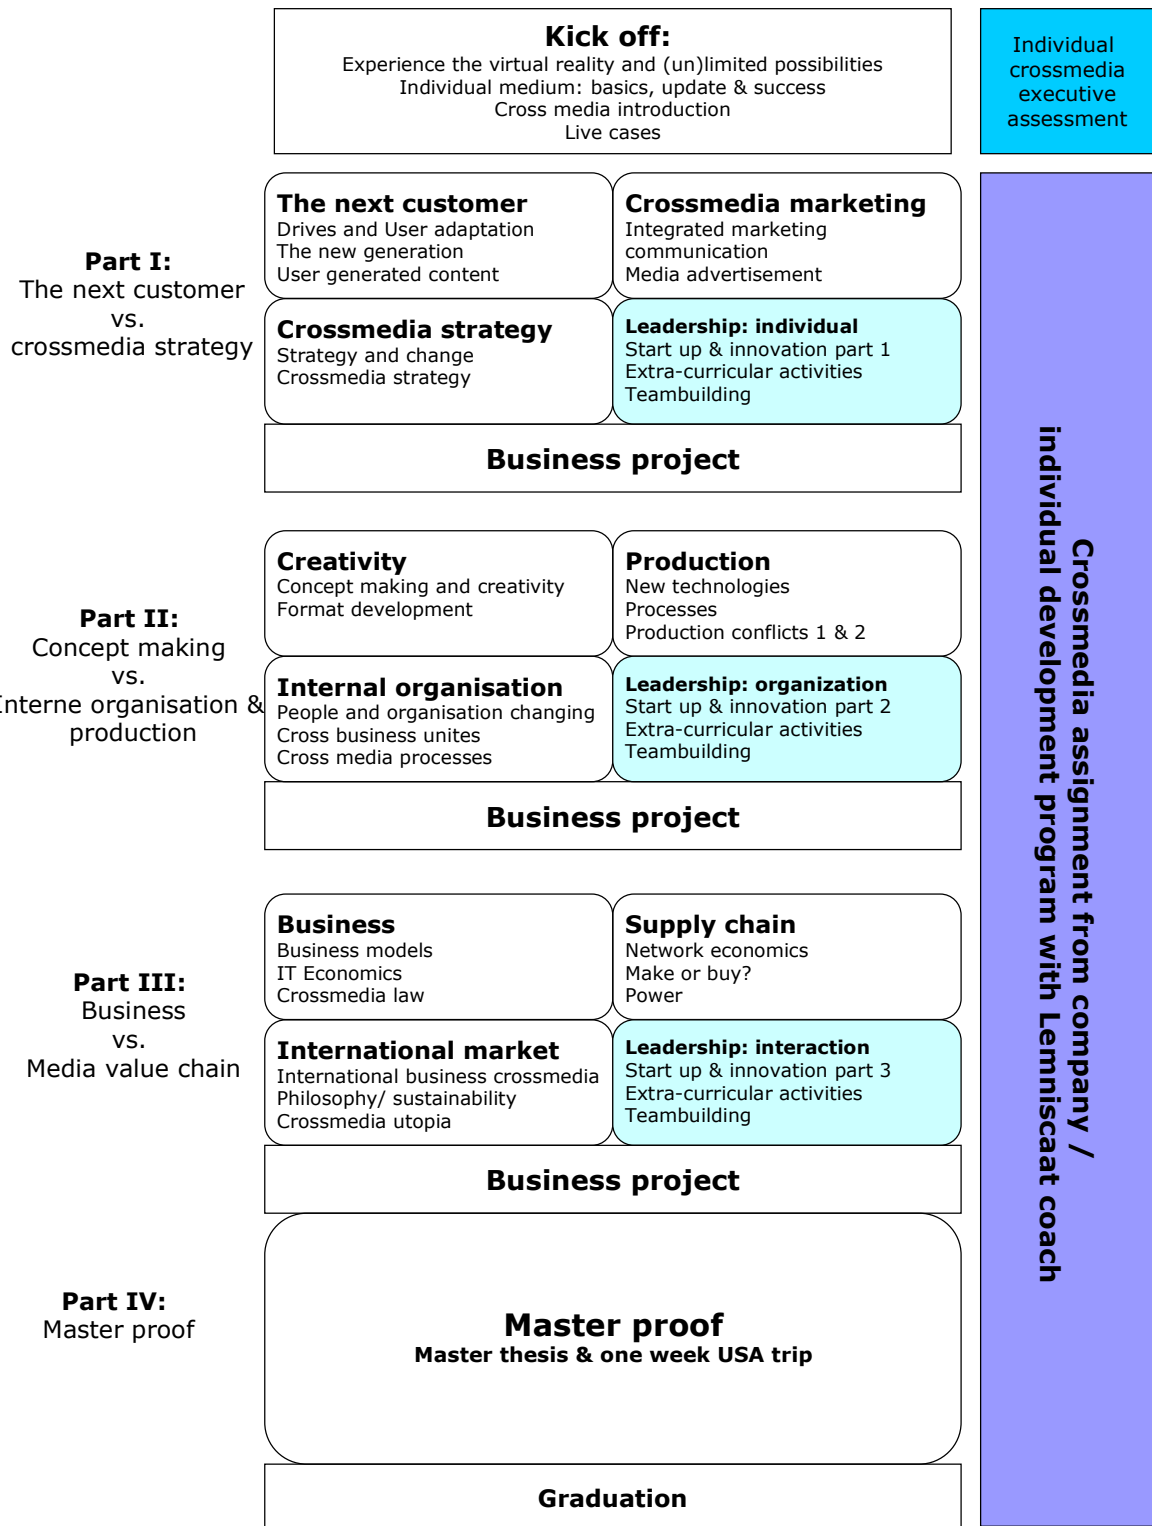 Kick off:
Experience the virtual reality and (un)limited possibilities
Individual medium: basics, update & success
Cross media introduction
Live cases
Individual
crossmedia
executive
assessment
Part I:
The next customer
vs.
crossmedia strategy
The next customer
Drives and User adaptation
The new generation
User generated content
Crossmedia marketing
Integrated marketing
communication
Media advertisement
Crossmedia strategy
Strategy and change
Crossmedia strategy
Leadership: individual
Start up & innovation part 1
Extra-curricular activities
Teambuilding
Business project
Part II:
Concept making
vs.
Interne organisation &
production
Creativity
Concept making and creativity
Format development
Production
New technologies
Processes
Production conflicts 1 & 2
Internal organisation
People and organisation changing
Cross business unites
Cross media processes
Leadership: organization
Start up & innovation part 2
Extra-curricular activities
Teambuilding
Business project
Part III:
Business
vs.
Media value chain
Business
Business models
IT Economics
Crossmedia law
Supply chain
Network economics
Make or buy?
Power
International market
International business crossmedia
Philosophy/ sustainability
Crossmedia utopia
Leadership: interaction
Start up & innovation part 3
Extra-curricular activities
Teambuilding
Business project
Part IV:
Master proof
Master proof
Master thesis & one week USA trip
Graduation
Crossmedia assignment from company /
individual development program with Lemniscaat coach